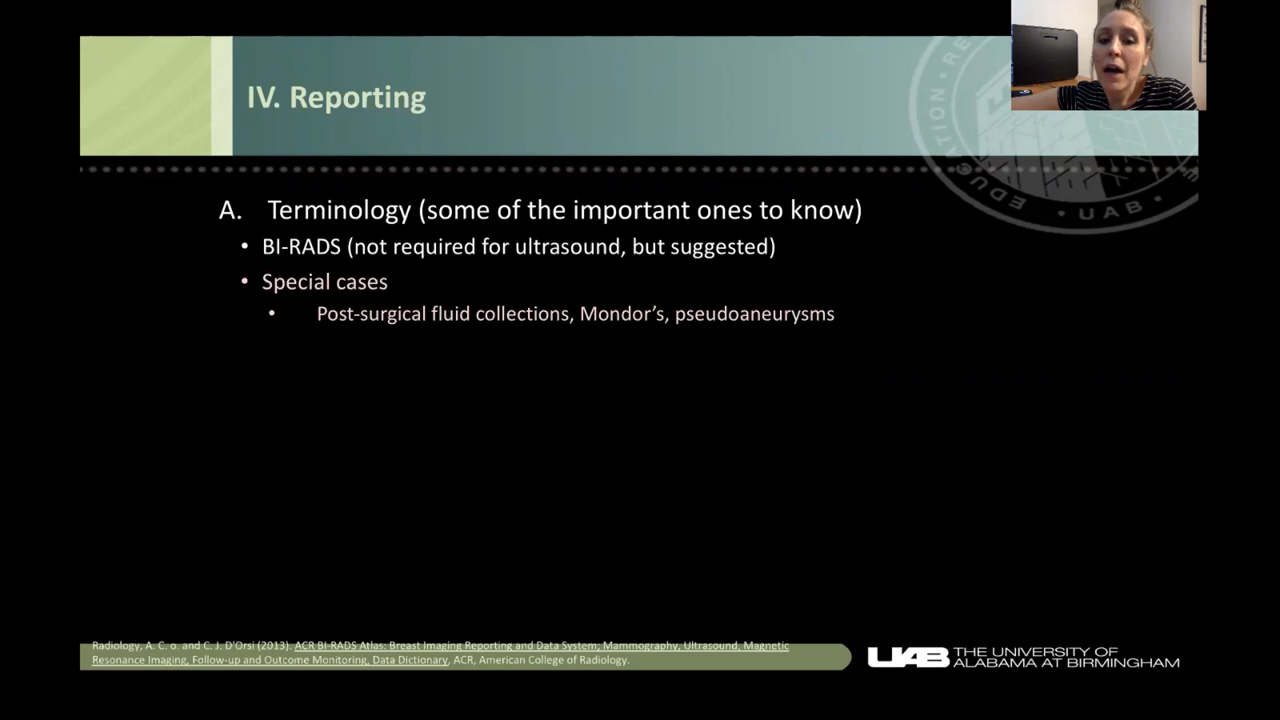 IV. Reporting
EDUCATION · RE
· UAB ·
A. Terminology (some of the important ones to know)
• BI-RADS (not required for ultrasound, but suggested)
• Special cases
• Post-surgical fluid collections, Mondor’s, pseudoaneurysms
Radiology, A. C. o. and C. J. D'Orsi (2013). ACR BI-RADS Atlas: Breast Imaging Reporting and Data System; Mammography, Ultrasound, Magnetic
Resonance Imaging, Follow-up and Outcome Monitoring, Data Dictionary, ACR, American College of Radiology.
UAB THE UNIVERSITY OF
ALABAMA AT BIRMINGHAM